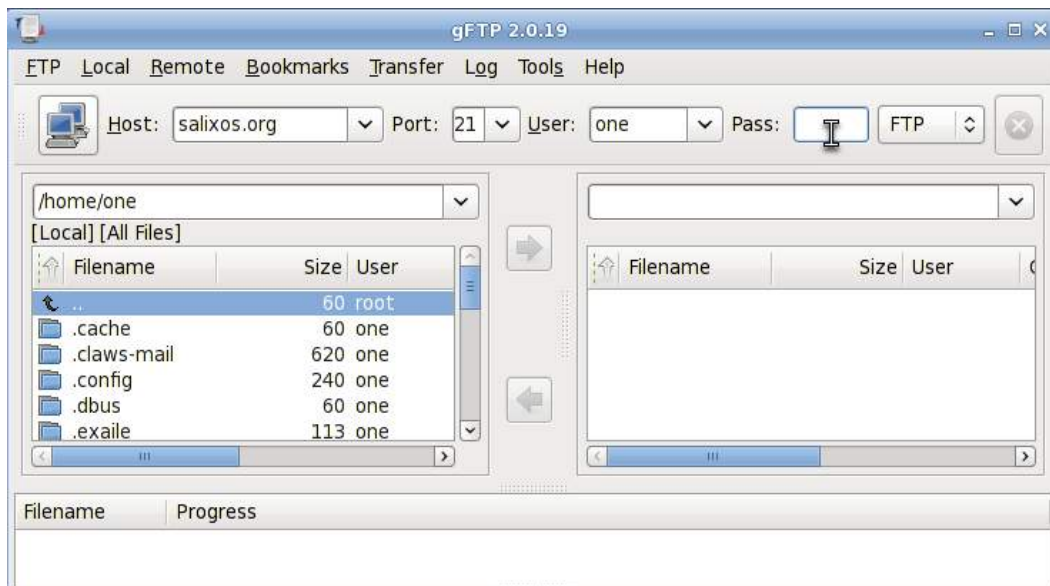 gFTP 2.0.19
FTP Local Remote Bookmarks Transfer Log Tools Help
Host: salixos.org Port: 21 User: one Pass: FTP
/home/one
[Local] [All Files]
Filename Size User
.. 60 root
.cache 60 one
.claws-mail 620 one
.config 240 one
.dbus 60 one
.exaile 113 one
Filename Size User
Filename Progress